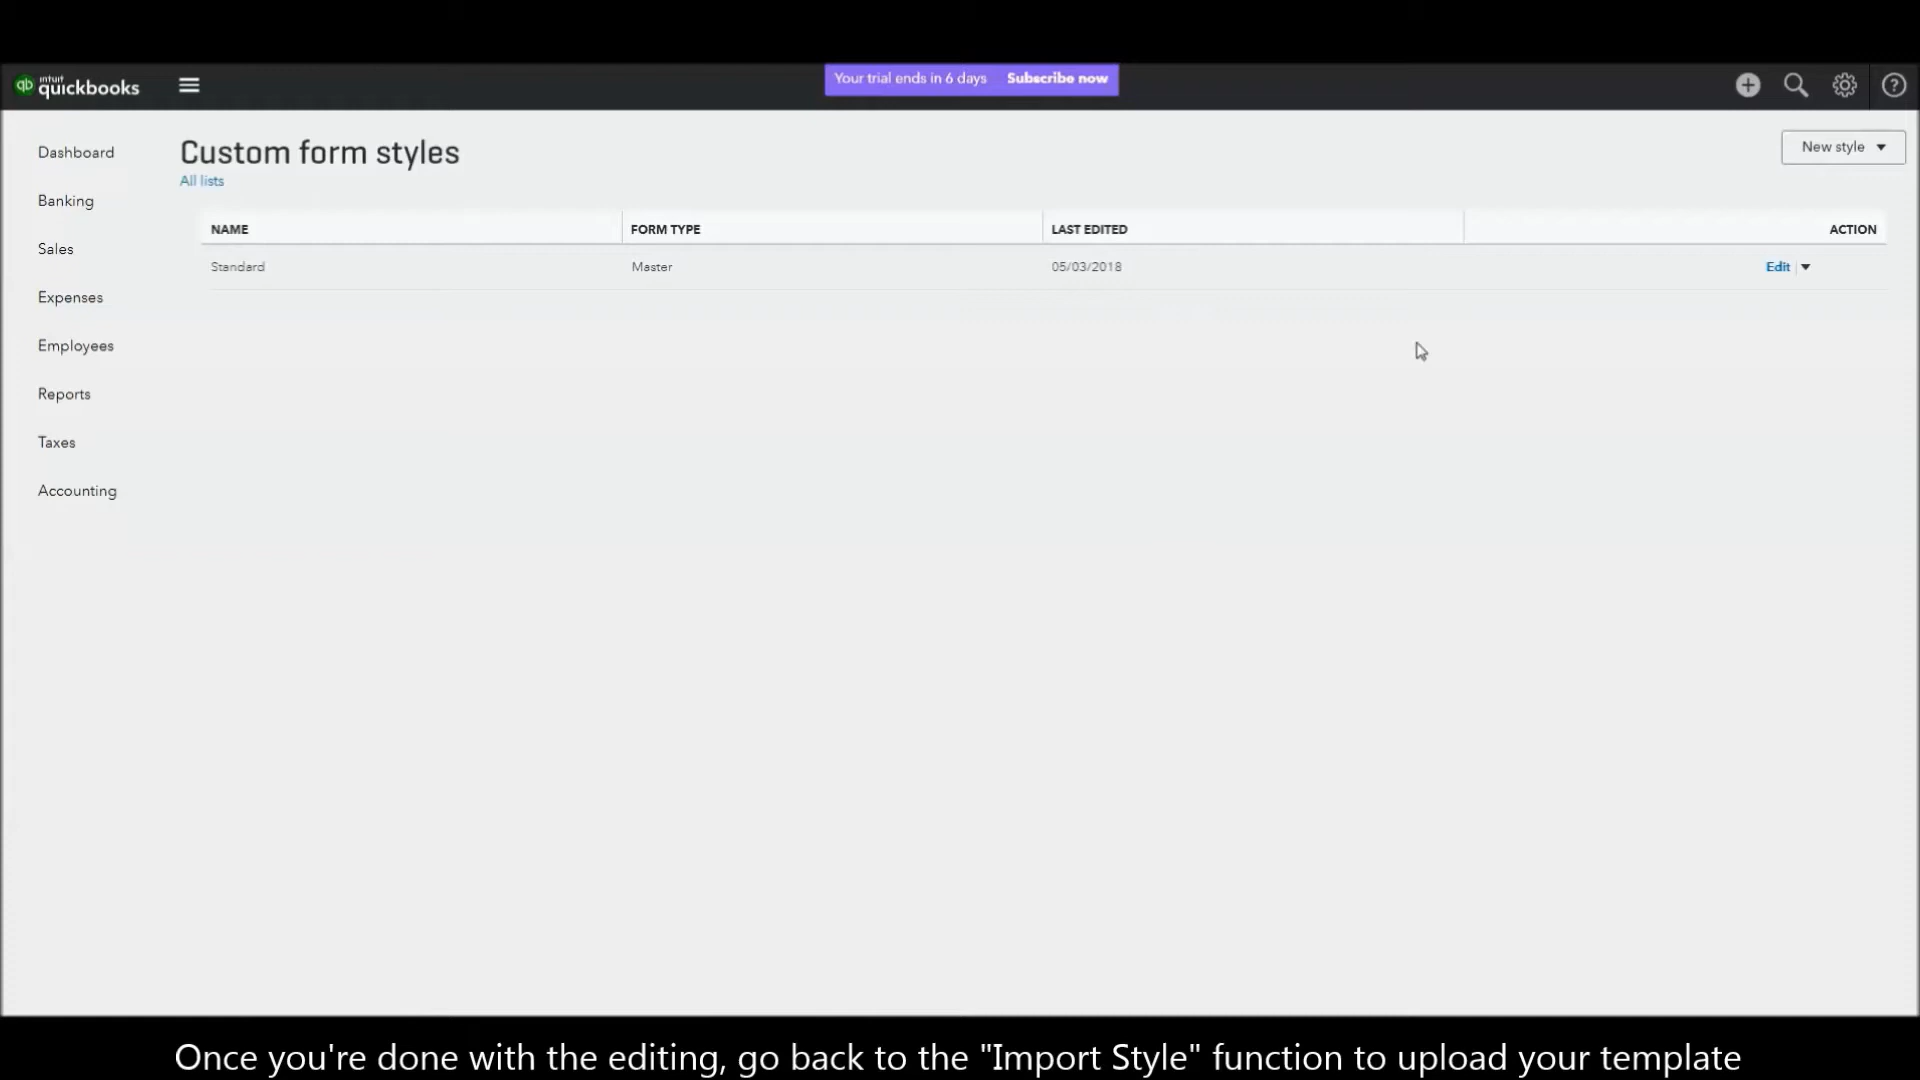 intuit
quickbooks
Your trial ends in 6 days Subscribe now
Dashboard
Banking
Sales
Expenses
Employees
Reports
Taxes
Accounting
Custom form styles
All lists
New style
NAME FORM TYPE LAST EDITED ACTION
Standard Master 05/03/2018 Edit
Once you're done with the editing, go back to the "Import Style" function to upload your template